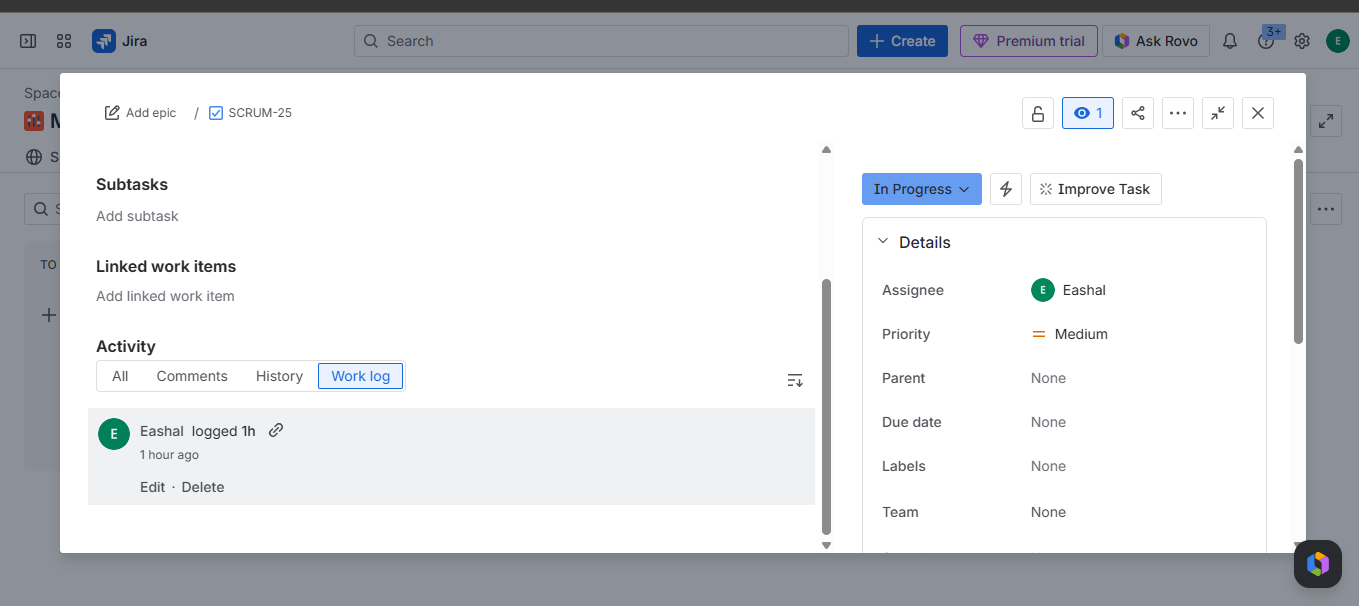 Jira
Search
Create
Premium trial
Ask Rovo
3+
E
Add epic / SCRUM-25
1
Subtasks
Add subtask
Linked work items
Add linked work item
Activity
All Comments History Work log
E
Eashal logged 1h
1 hour ago
Edit · Delete
In Progress
Improve Task
Details
Assignee E Eashal
Priority Medium
Parent None
Due date None
Labels None
Team None
TO